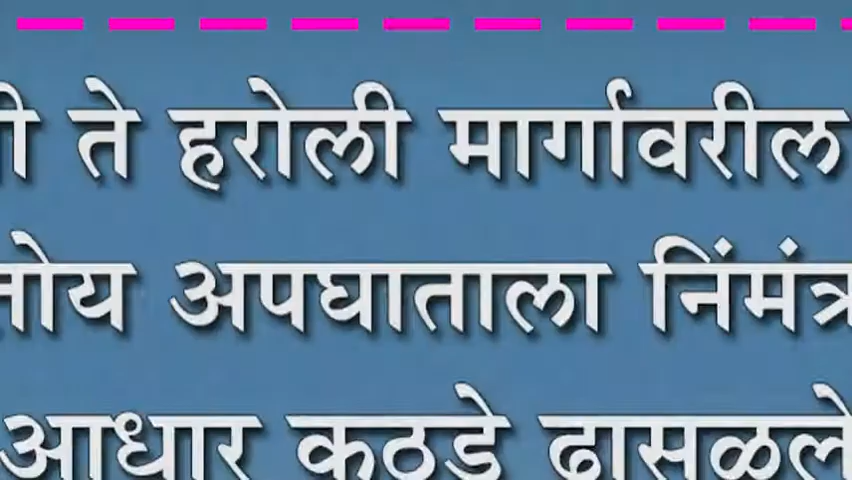 ते हरोली मार्गावरील
अपघाताला
आधार कठडे ढासळले